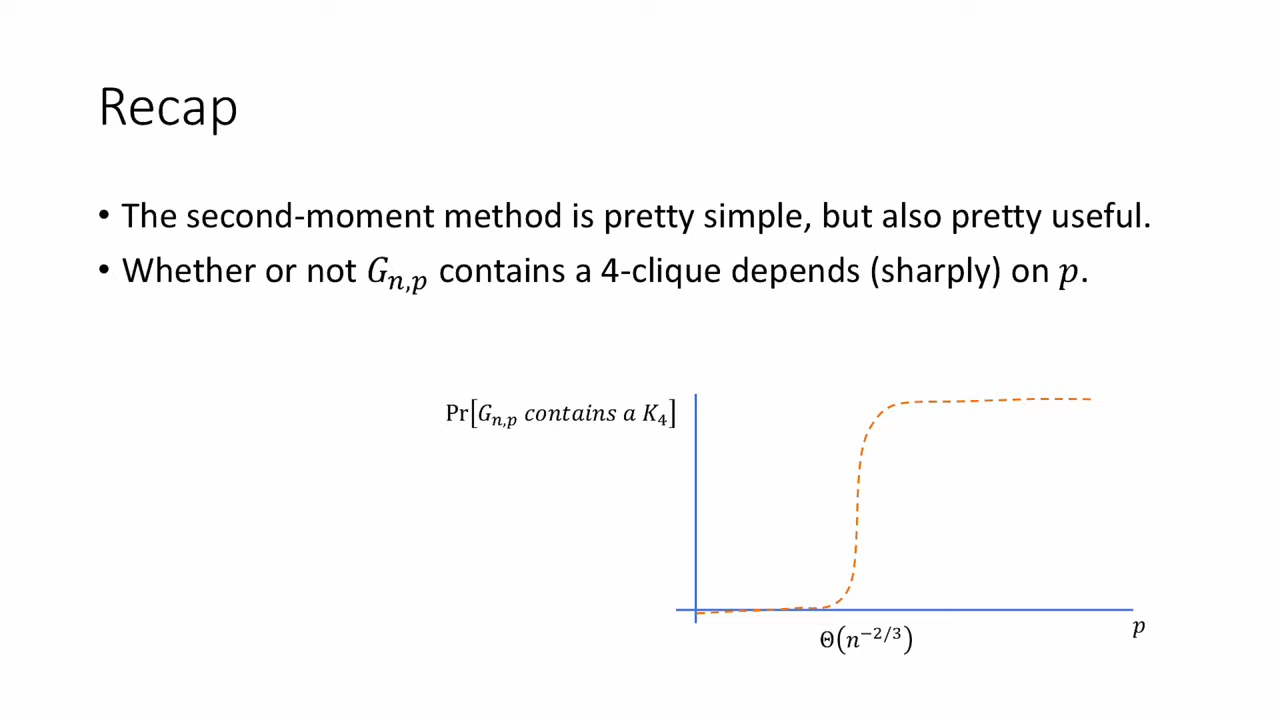 Recap
• The second-moment method is pretty simple, but also pretty useful.
• Whether or not $G_{n,p}$ contains a 4-clique depends (sharply) on $p$.
$\Pr[G_{n,p}\ contains\ a\ K_4]$
$\Theta(n^{-2/3})$
$p$